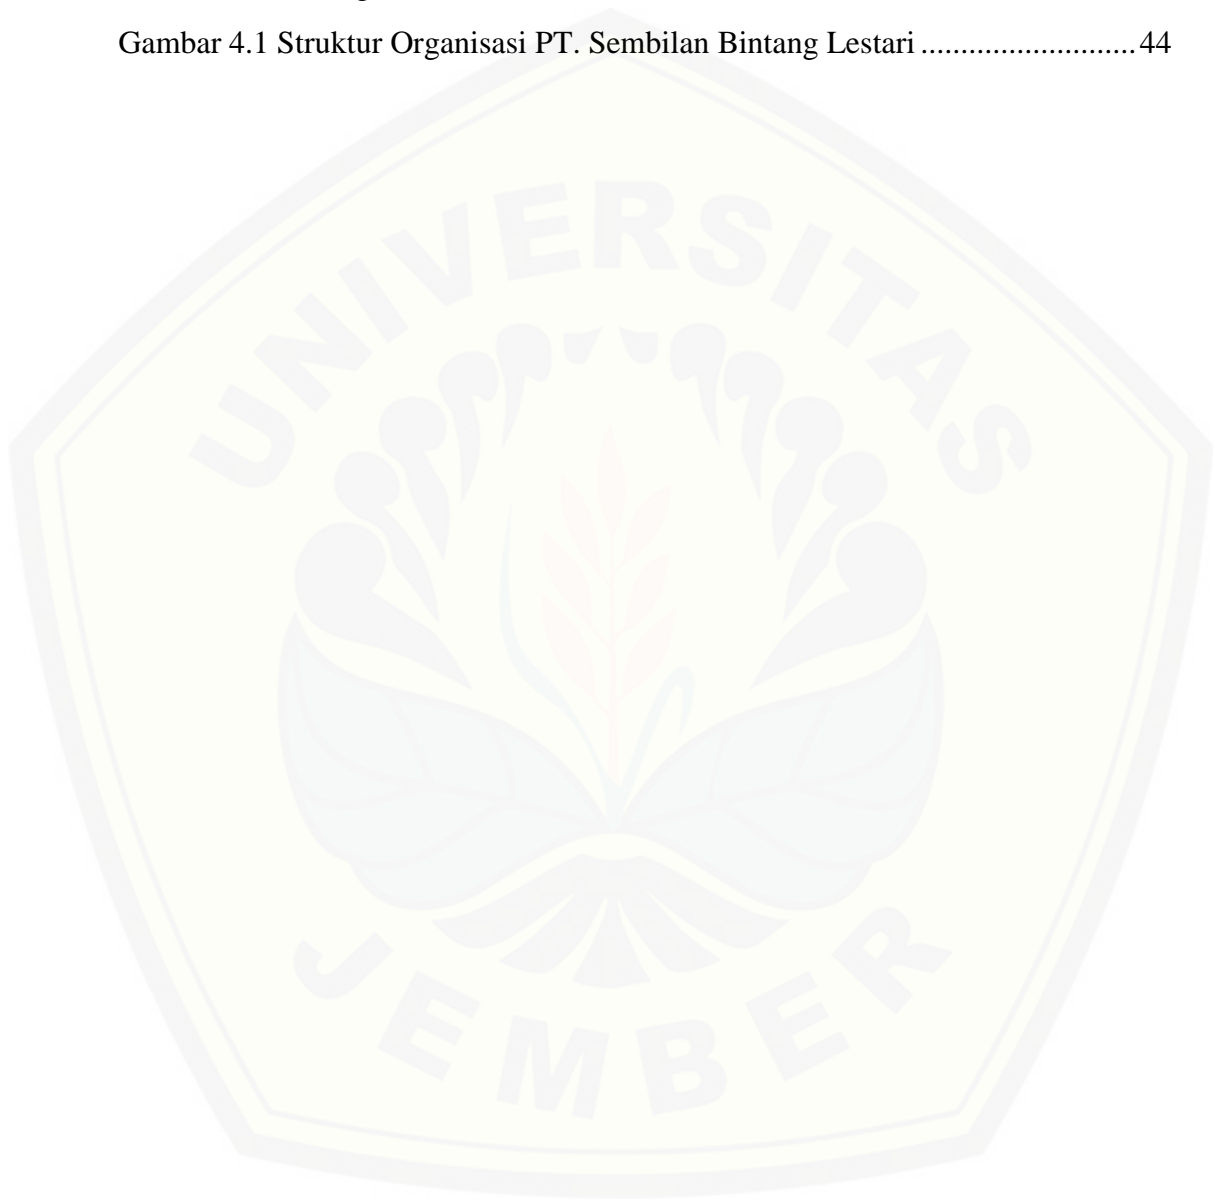 Gambar 4.1 Struktur Organisasi PT. Sembilan Bintang Lestari .......................... 44
UNIVERSITAS
JEMBER